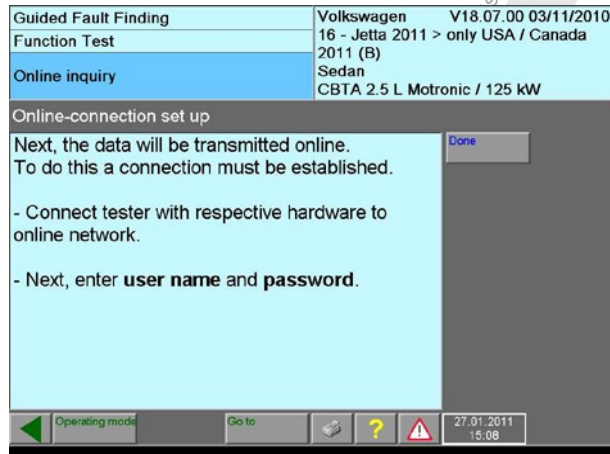 Guided Fault Finding
Function Test
Online inquiry
Volkswagen V18.07.00 03/11/2010
16 - Jetta 2011 > only USA / Canada
2011 (B)
Sedan
CBTA 2.5 L Motronic / 125 kW
Online-connection set up
Next, the data will be transmitted online.
To do this a connection must be established.
- Connect tester with respective hardware to
online network.
- Next, enter user name and password.
Done
Operating mode
Go to
?
27.01.2011
15:08